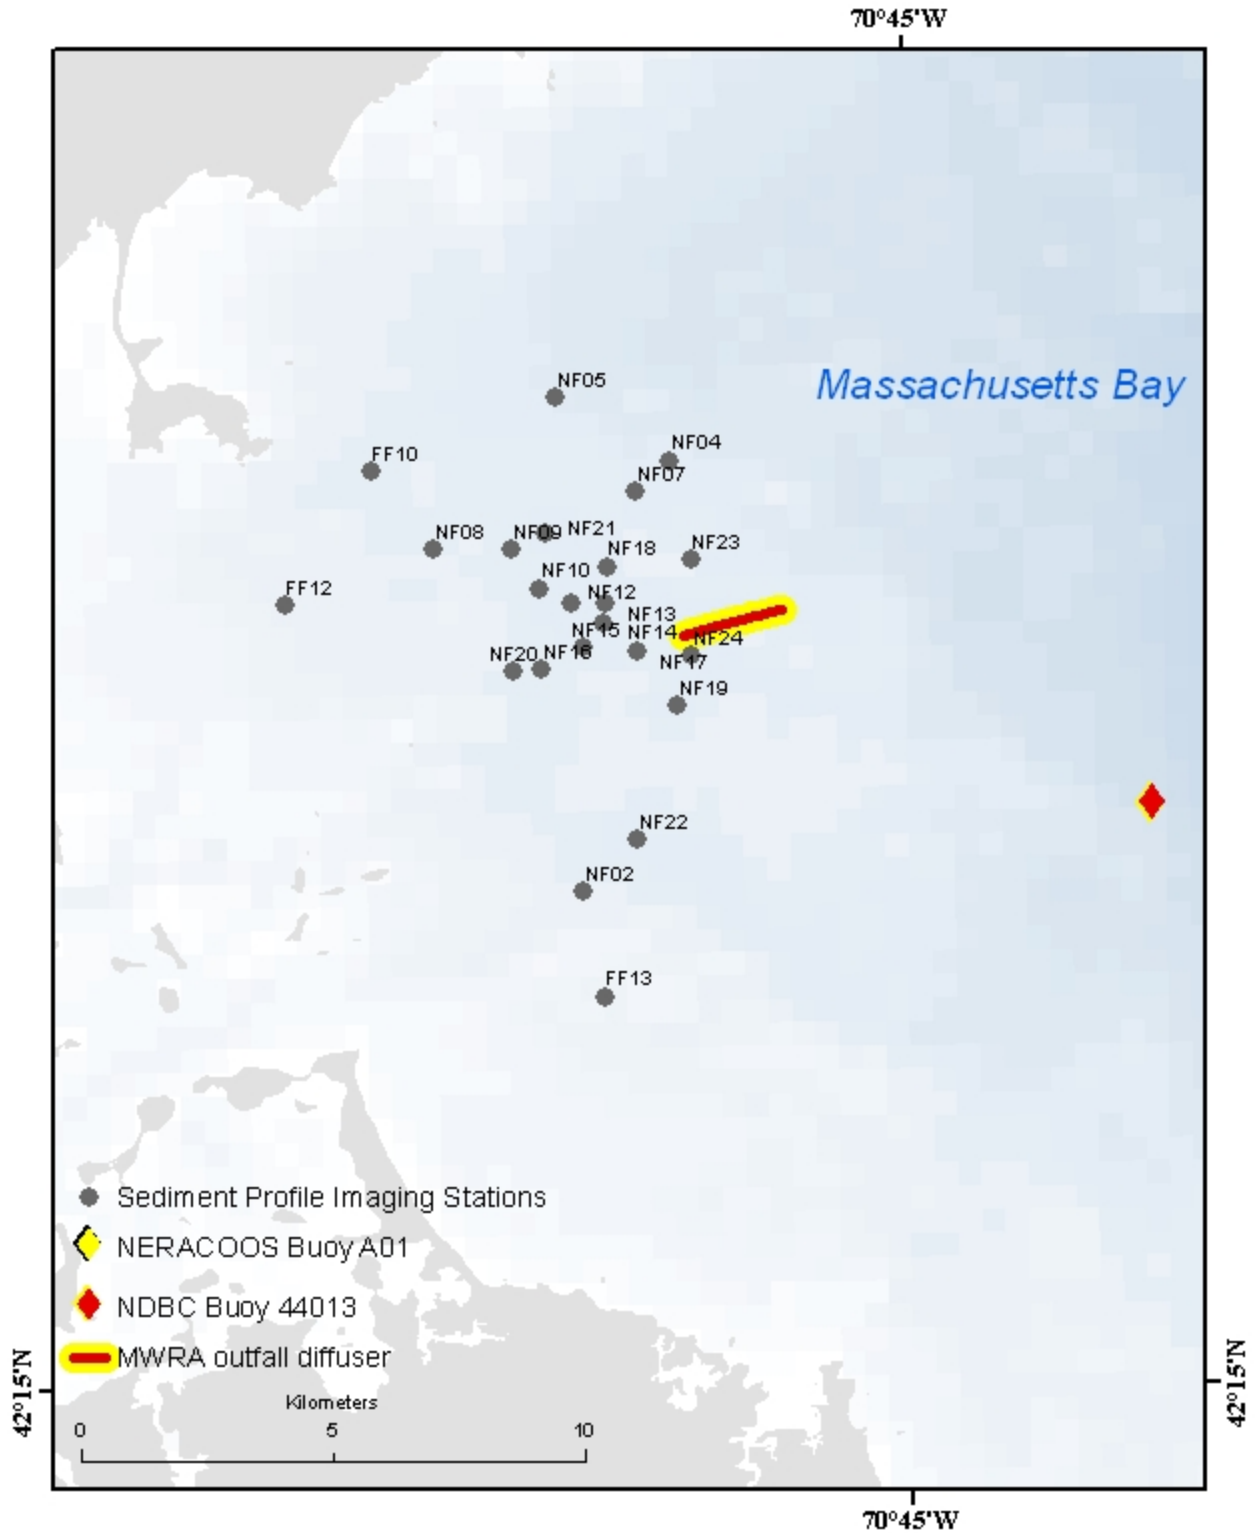 70°45'W
Massachusetts Bay
NF05
NF04
FF10
NF07
NF08
NF09
NF21
NF18
NF23
NF10
FF12
NF12
NF13
NF15
NF14
NF24
NF20
NF16
NF17
NF19
NF22
NF02
FF13
Sediment Profile Imaging Stations
NERACOOS Buoy A01
NDBC Buoy 44013
MWRA outfall diffuser
Kilometers
0 5 10
42°15'N
42°15'N
70°45'W